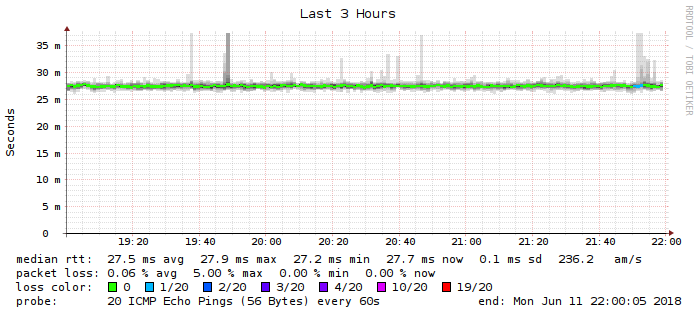 Last 3 Hours
RRDTOOL / TOBI OETIKER
Seconds
35 m
30 m
25 m
20 m
15 m
10 m
5 m
0
19:20 19:40 20:00 20:20 20:40 21:00 21:20 21:40 22:00
median rtt: 27.5 ms avg 27.9 ms max 27.2 ms min 27.7 ms now 0.1 ms sd 236.2 am/s
packet loss: 0.06 % avg 5.00 % max 0.00 % min 0.00 % now
loss color: 0 1/20 2/20 3/20 4/20 10/20 19/20
probe: 20 ICMP Echo Pings (56 Bytes) every 60s end: Mon Jun 11 22:00:05 2018